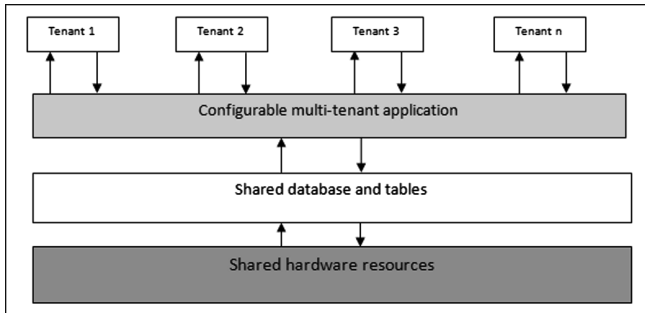 Tenant 1
Tenant 2
Tenant 3
Tenant n
Configurable multi-tenant application
Shared database and tables
Shared hardware resources